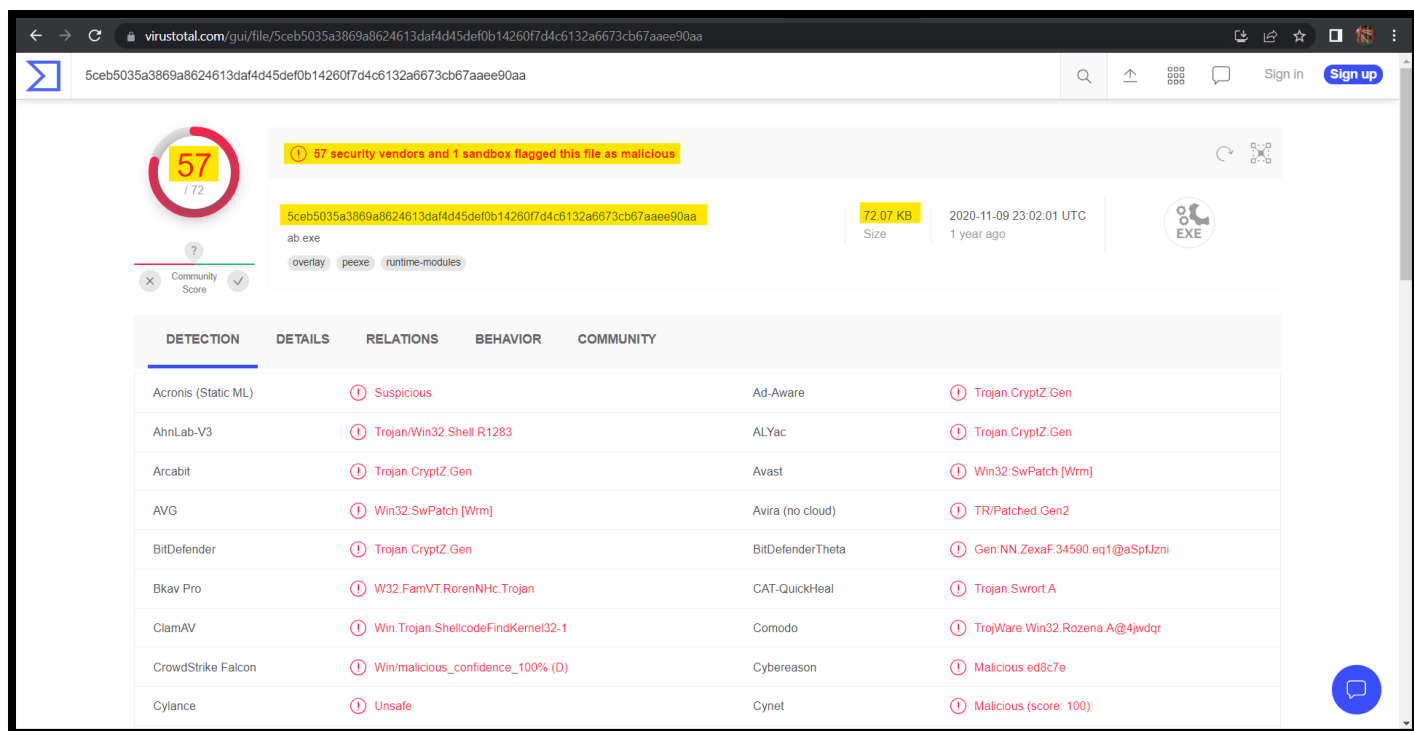 virustotal.com/gui/file/5ceb5035a3869a8624613daf4d45def0b14260f7d4c6132a6673cb67aaee90aa
5ceb5035a3869a8624613daf4d45def0b14260f7d4c6132a6673cb67aaee90aa Sign in Sign up
57
/ 72
57 security vendors and 1 sandbox flagged this file as malicious
5ceb5035a3869a8624613daf4d45def0b14260f7d4c6132a6673cb67aaee90aa
ab.exe
overlay peexe runtime-modules
72.07 KB
Size
2020-11-09 23:02:01 UTC
1 year ago
EXE
?
Community
Score
DETECTION DETAILS RELATIONS BEHAVIOR COMMUNITY
Acronis (Static ML) Suspicious Ad-Aware Trojan.CryptZ.Gen
AhnLab-V3 Trojan/Win32.Shell.R1283 ALYac Trojan.CryptZ.Gen
Arcabit Trojan.CryptZ.Gen Avast Win32:SwPatch [Wrm]
AVG Win32:SwPatch [Wrm] Avira (no cloud) TR/Patched.Gen2
BitDefender Trojan.CryptZ.Gen BitDefenderTheta Gen:NN.ZexaF.34590.eq1@aSpfJzni
Bkav Pro W32.FamVT.RorenNHc.Trojan CAT-QuickHeal Trojan.Swrort.A
ClamAV Win.Trojan.ShellcodeFindKernel32-1 Comodo TrojWare.Win32.Rozena.A@4jwdqr
CrowdStrike Falcon Win/malicious_confidence_100% (D) Cybereason Malicious.ed8c7e
Cylance Unsafe Cynet Malicious (score: 100)